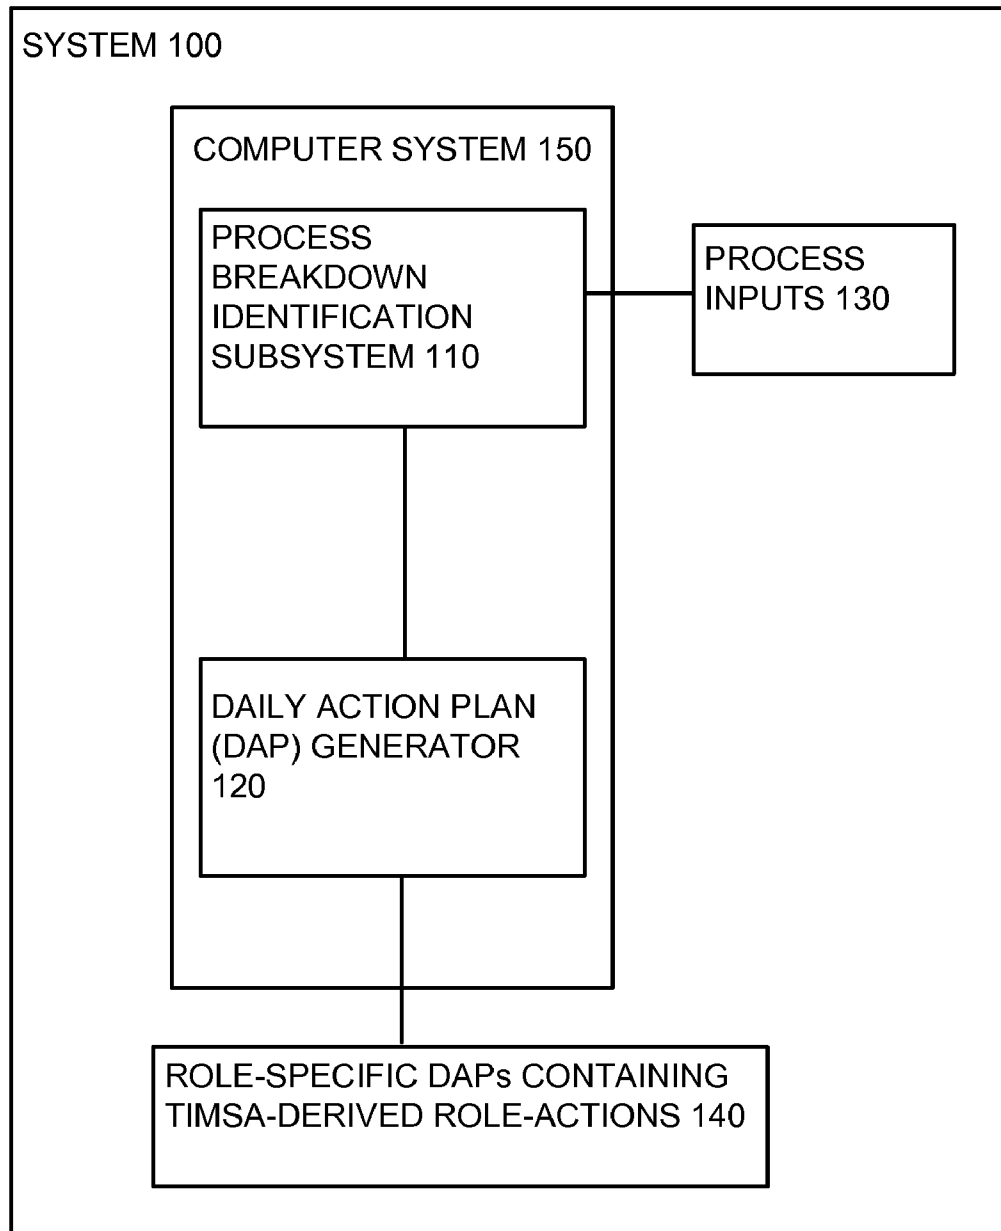 SYSTEM 100
COMPUTER SYSTEM 150
PROCESS
BREAKDOWN
IDENTIFICATION
SUBSYSTEM 110
PROCESS
INPUTS 130
DAILY ACTION PLAN
(DAP) GENERATOR
120
ROLE-SPECIFIC DAPs CONTAINING
TIMSA-DERIVED ROLE-ACTIONS 140